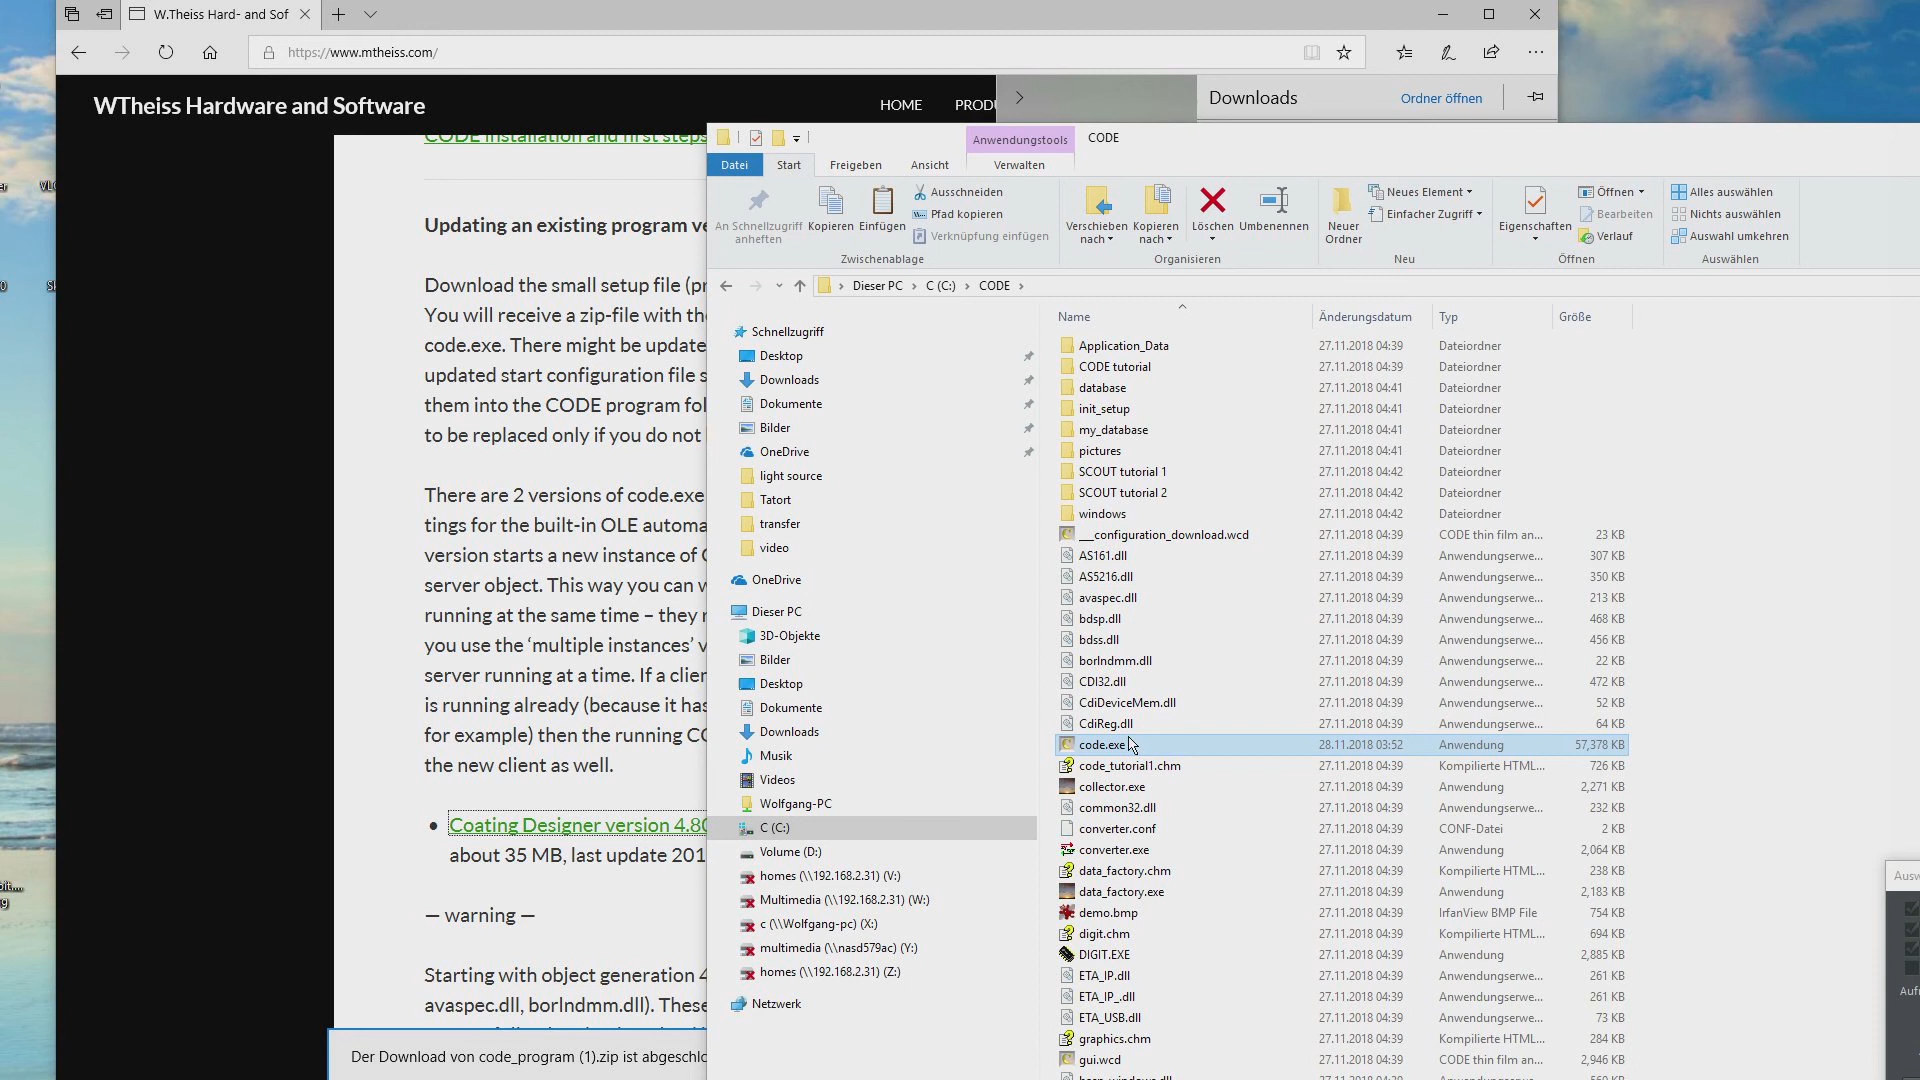 W.Theiss Hard- and Sof
https://www.mtheiss.com/
WTheiss Hardware and Software
HOME
PRODU
Downloads
Ordner öffnen
CODE installation and first steps
Updating an existing program ve
Download the small setup file (pr
You will receive a zip-file with the
code.exe. There might be update
updated start configuration file s
them into the CODE program fol
to be replaced only if you do not
There are 2 versions of code.exe
tings for the built-in OLE automa
version starts a new instance of C
server object. This way you can w
running at the same time – they r
you use the ‘multiple instances’ v
server running at a time. If a clien
is running already (because it has
for example) then the running CO
the new client as well.
Coating Designer version 4.80
about 35 MB, last update 201
— warning —
Starting with object generation 4
avaspec.dll, borlndmm.dll). These
Der Download von code_program (1).zip ist abgeschlo
Anwendungstools
CODE
Datei
Start
Freigeben
Ansicht
Verwalten
An Schnellzugriff anheften
Kopieren
Einfügen
Ausschneiden
Pfad kopieren
Verknüpfung einfügen
Zwischenablage
Verschieben nach
Kopieren nach
Löschen
Umbenennen
Organisieren
Neuer Ordner
Neues Element
Einfacher Zugriff
Neu
Eigenschaften
Öffnen
Bearbeiten
Verlauf
Öffnen
Alles auswählen
Nichts auswählen
Auswahl umkehren
Auswählen
Dieser PC > C (C:) > CODE >
Schnellzugriff
Desktop
Downloads
Dokumente
Bilder
OneDrive
light source
Tatort
transfer
video
OneDrive
Dieser PC
3D-Objekte
Bilder
Desktop
Dokumente
Downloads
Musik
Videos
Wolfgang-PC
C (C:)
Volume (D:)
homes (\\192.168.2.31) (V:)
Multimedia (\\192.168.2.31) (W:)
c (\\Wolfgang-pc) (X:)
multimedia (\\nasd579ac) (Y:)
homes (\\192.168.2.31) (Z:)
Netzwerk
Name Änderungsdatum Typ Größe
Application_Data 27.11.2018 04:39 Dateiordner
CODE tutorial 27.11.2018 04:39 Dateiordner
database 27.11.2018 04:41 Dateiordner
init_setup 27.11.2018 04:41 Dateiordner
my_database 27.11.2018 04:41 Dateiordner
pictures 27.11.2018 04:41 Dateiordner
SCOUT tutorial 1 27.11.2018 04:42 Dateiordner
SCOUT tutorial 2 27.11.2018 04:42 Dateiordner
windows 27.11.2018 04:42 Dateiordner
___configuration_download.wcd 27.11.2018 04:39 CODE thin film an... 23 KB
AS161.dll 27.11.2018 04:39 Anwendungserwe... 307 KB
AS5216.dll 27.11.2018 04:39 Anwendungserwe... 350 KB
avaspec.dll 27.11.2018 04:39 Anwendungserwe... 213 KB
bdsp.dll 27.11.2018 04:39 Anwendungserwe... 468 KB
bdss.dll 27.11.2018 04:39 Anwendungserwe... 456 KB
borlndmm.dll 27.11.2018 04:39 Anwendungserwe... 22 KB
CDI32.dll 27.11.2018 04:39 Anwendungserwe... 472 KB
CdiDeviceMem.dll 27.11.2018 04:39 Anwendungserwe... 52 KB
CdiReg.dll 27.11.2018 04:39 Anwendungserwe... 64 KB
code.exe 28.11.2018 03:52 Anwendung 57,378 KB
code_tutorial1.chm 27.11.2018 04:39 Kompilierte HTML... 726 KB
collector.exe 27.11.2018 04:39 Anwendung 2,271 KB
common32.dll 27.11.2018 04:39 Anwendungserwe... 232 KB
converter.conf 27.11.2018 04:39 CONF-Datei 2 KB
converter.exe 27.11.2018 04:39 Anwendung 2,064 KB
data_factory.chm 27.11.2018 04:39 Kompilierte HTML... 238 KB
data_factory.exe 27.11.2018 04:39 Anwendung 2,183 KB
demo.bmp 27.11.2018 04:39 IrfanView BMP File 754 KB
digit.chm 27.11.2018 04:39 Kompilierte HTML... 694 KB
DIGIT.EXE 27.11.2018 04:39 Anwendung 2,885 KB
ETA_IP.dll 27.11.2018 04:39 Anwendungserwe... 261 KB
ETA_IP_.dll 27.11.2018 04:39 Anwendungserwe... 261 KB
ETA_USB.dll 27.11.2018 04:39 Anwendungserwe... 73 KB
graphics.chm 27.11.2018 04:39 Kompilierte HTML... 284 KB
gui.wcd 27.11.2018 04:39 CODE thin film an... 2,946 KB
Ausw
Aufr